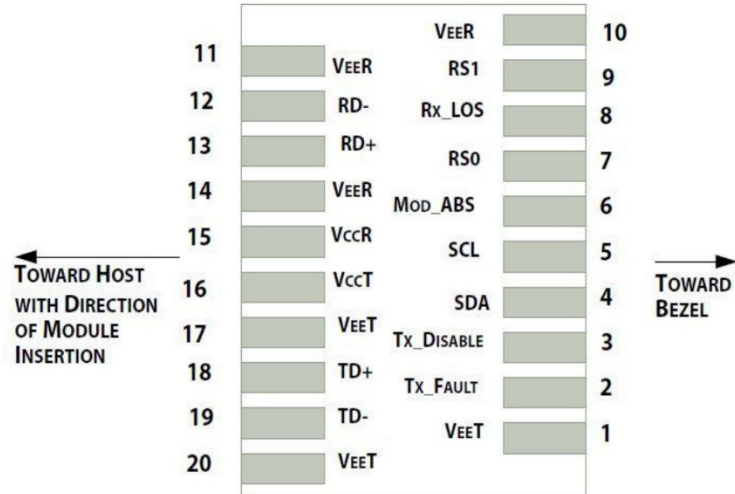 VEER 10
11 VEER
RS1 9
12 RD-
Rx_LOS 8
13 RD+
RS0 7
14 VEER
MOD_ABS 6
15 VCCR
SCL 5
16 VCCT
SDA 4
17 VEET
TX_DISABLE 3
18 TD+
TX_FAULT 2
19 TD-
VEET 1
20 VEET
TOWARD HOST
WITH DIRECTION
OF MODULE
INSERTION
TOWARD
BEZEL